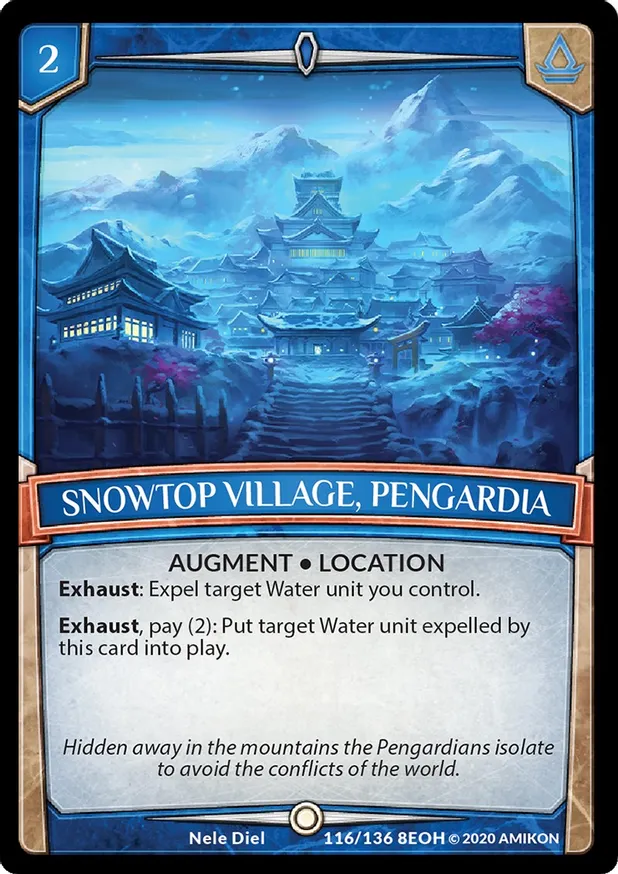 2
SNOWTOP VILLAGE, PENGARDIA
AUGMENT • LOCATION
Exhaust: Expel target Water unit you control.
Exhaust, pay (2): Put target Water unit expelled by
this card into play.
Hidden away in the mountains the Pengardians isolate
to avoid the conflicts of the world.
Nele Diel 116/136 8EOH © 2020 AMIKON